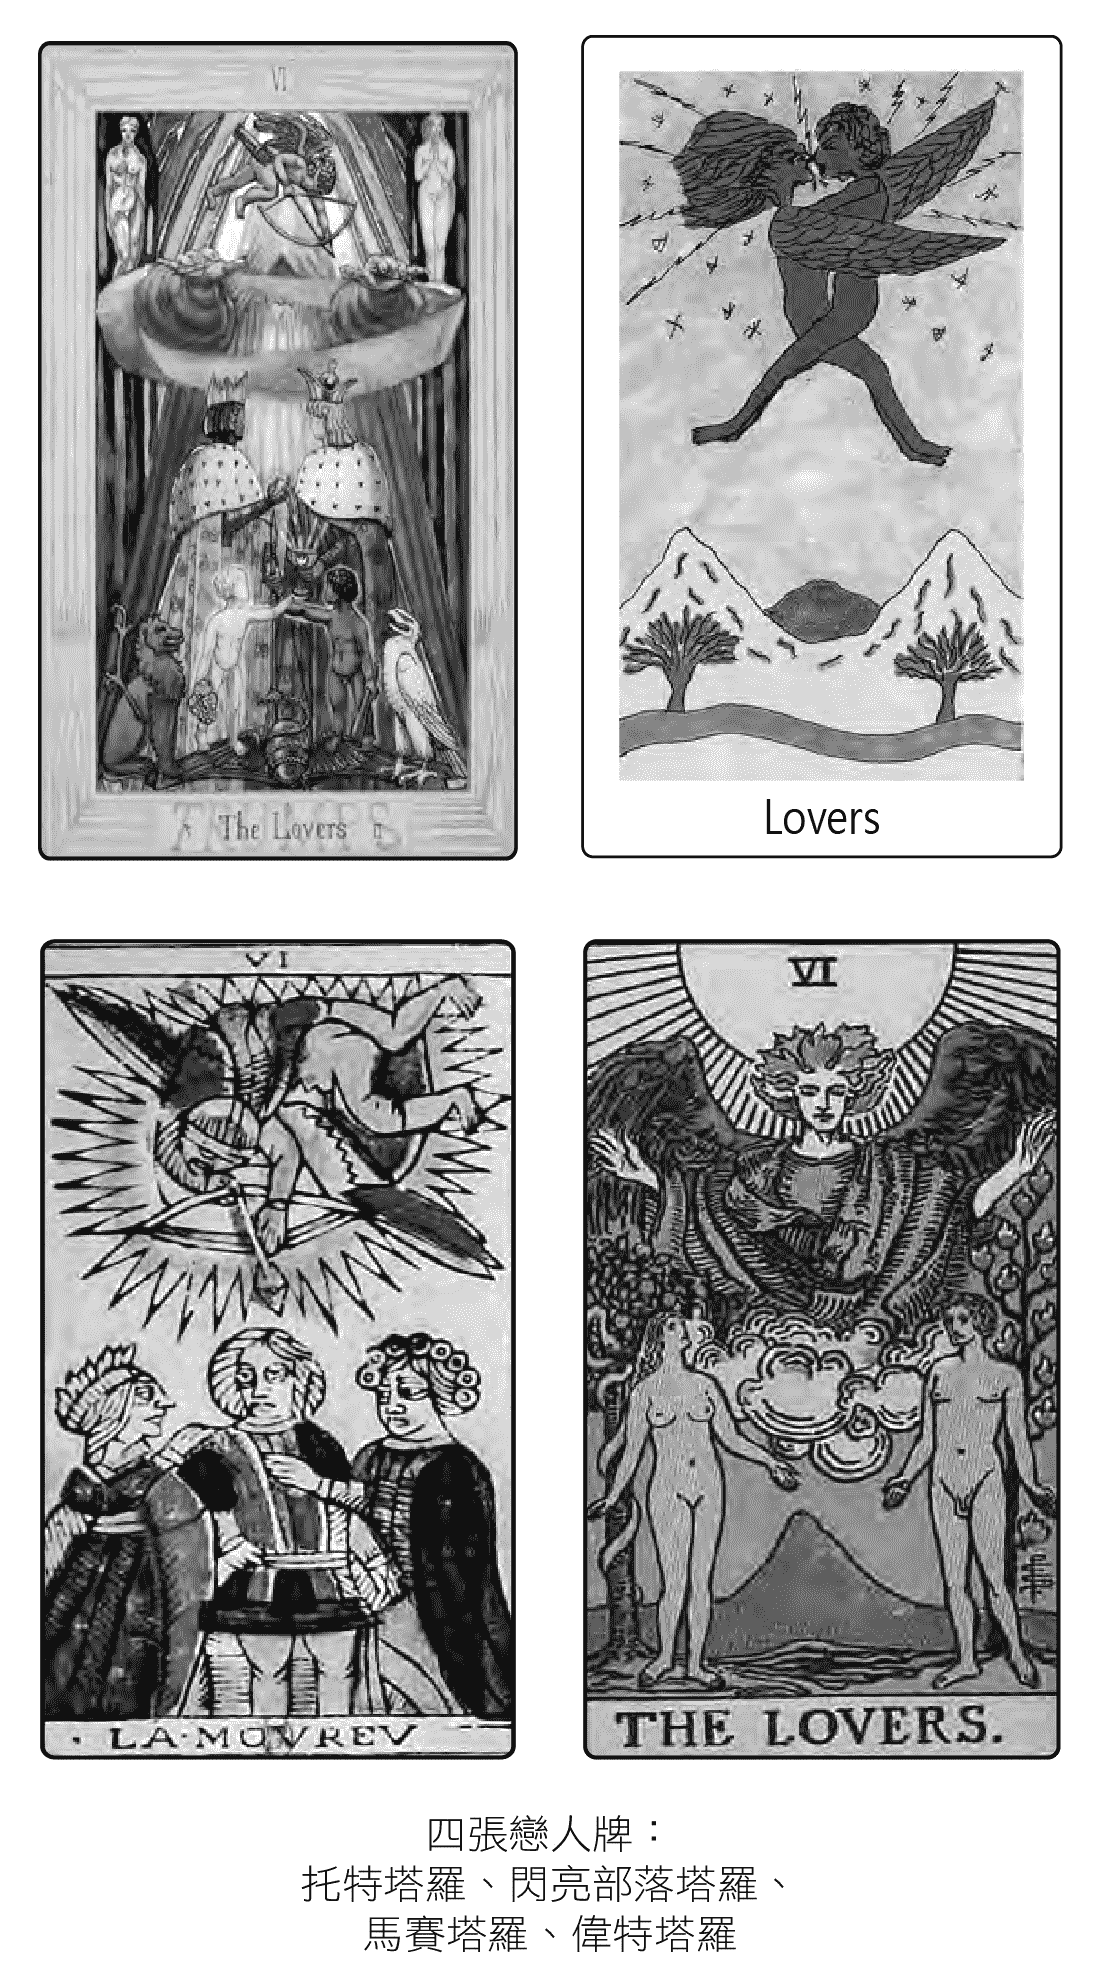 VI
TRUMPS
The Lovers
Lovers
VI
LA·MOVREV
VI
THE LOVERS.
四張戀人牌：
托特塔羅、閃亮部落塔羅、
馬賽塔羅、偉特塔羅